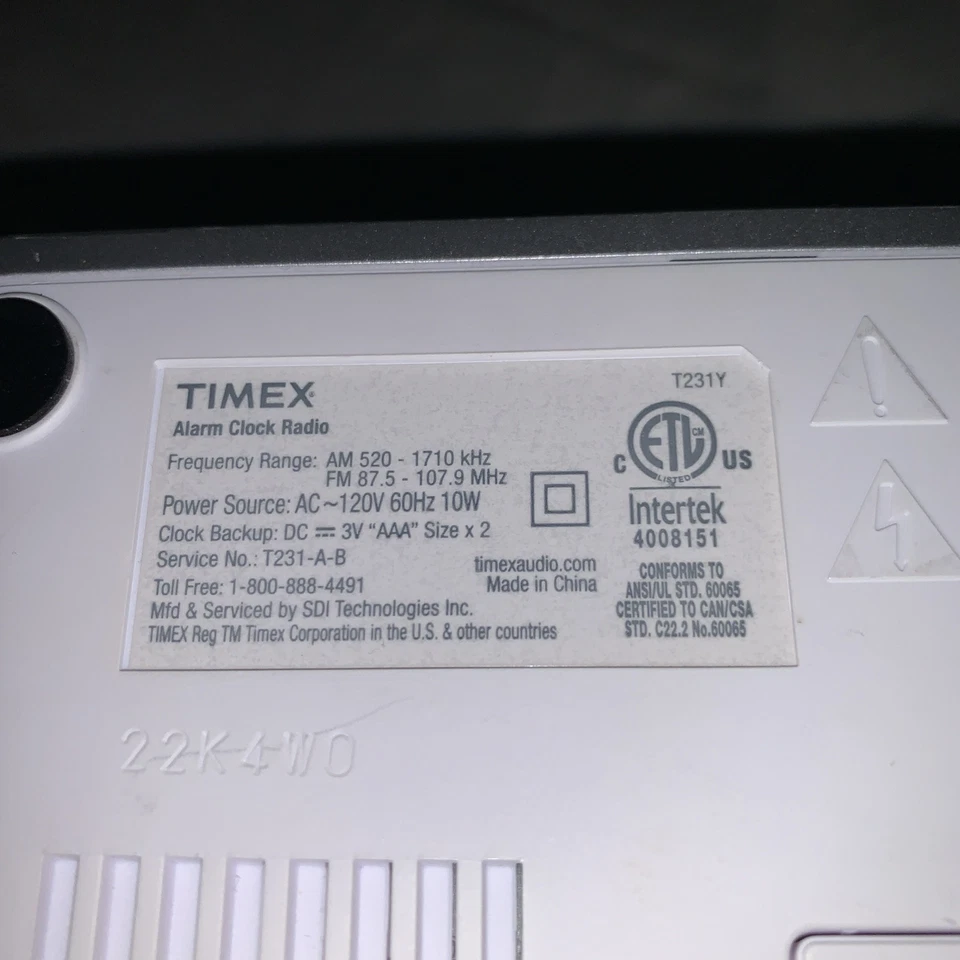 TIMEX
T231Y
Alarm Clock Radio
Frequency Range: AM 520 - 1710 kHz
FM 87.5 - 107.9 MHz
Power Source: AC ~ 120V 60Hz 10W
Clock Backup: DC ⎓ 3V "AAA" Size x 2
Service No.: T231-A-B
Toll Free: 1-800-888-4491
Mfd & Serviced by SDI Technologies Inc.
TIMEX Reg TM Timex Corporation in the U.S. & other countries
timexaudio.com
Made in China
ETL CM
LISTED
C US
Intertek
4008151
CONFORMS TO
ANSI/UL STD. 60065
CERTIFIED TO CAN/CSA
STD. C22.2 No.60065
!
22K4W0